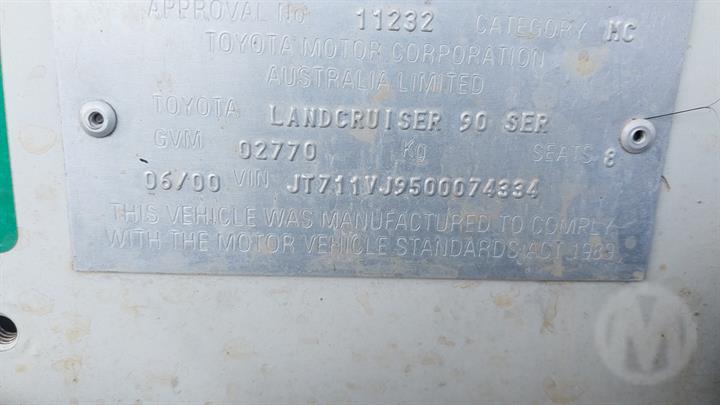 APPROVAL No 11232 CATEGORY MC
TOYOTA MOTOR CORPORATION
AUSTRALIA LIMITED
TOYOTA LANDCRUISER 90 SER
GVM 02770 Kg SEATS 8
06/00 VIN JT711VJ9500074334
THIS VEHICLE WAS MANUFACTURED TO COMPLY
WITH THE MOTOR VEHICLE STANDARDS ACT 1989
M